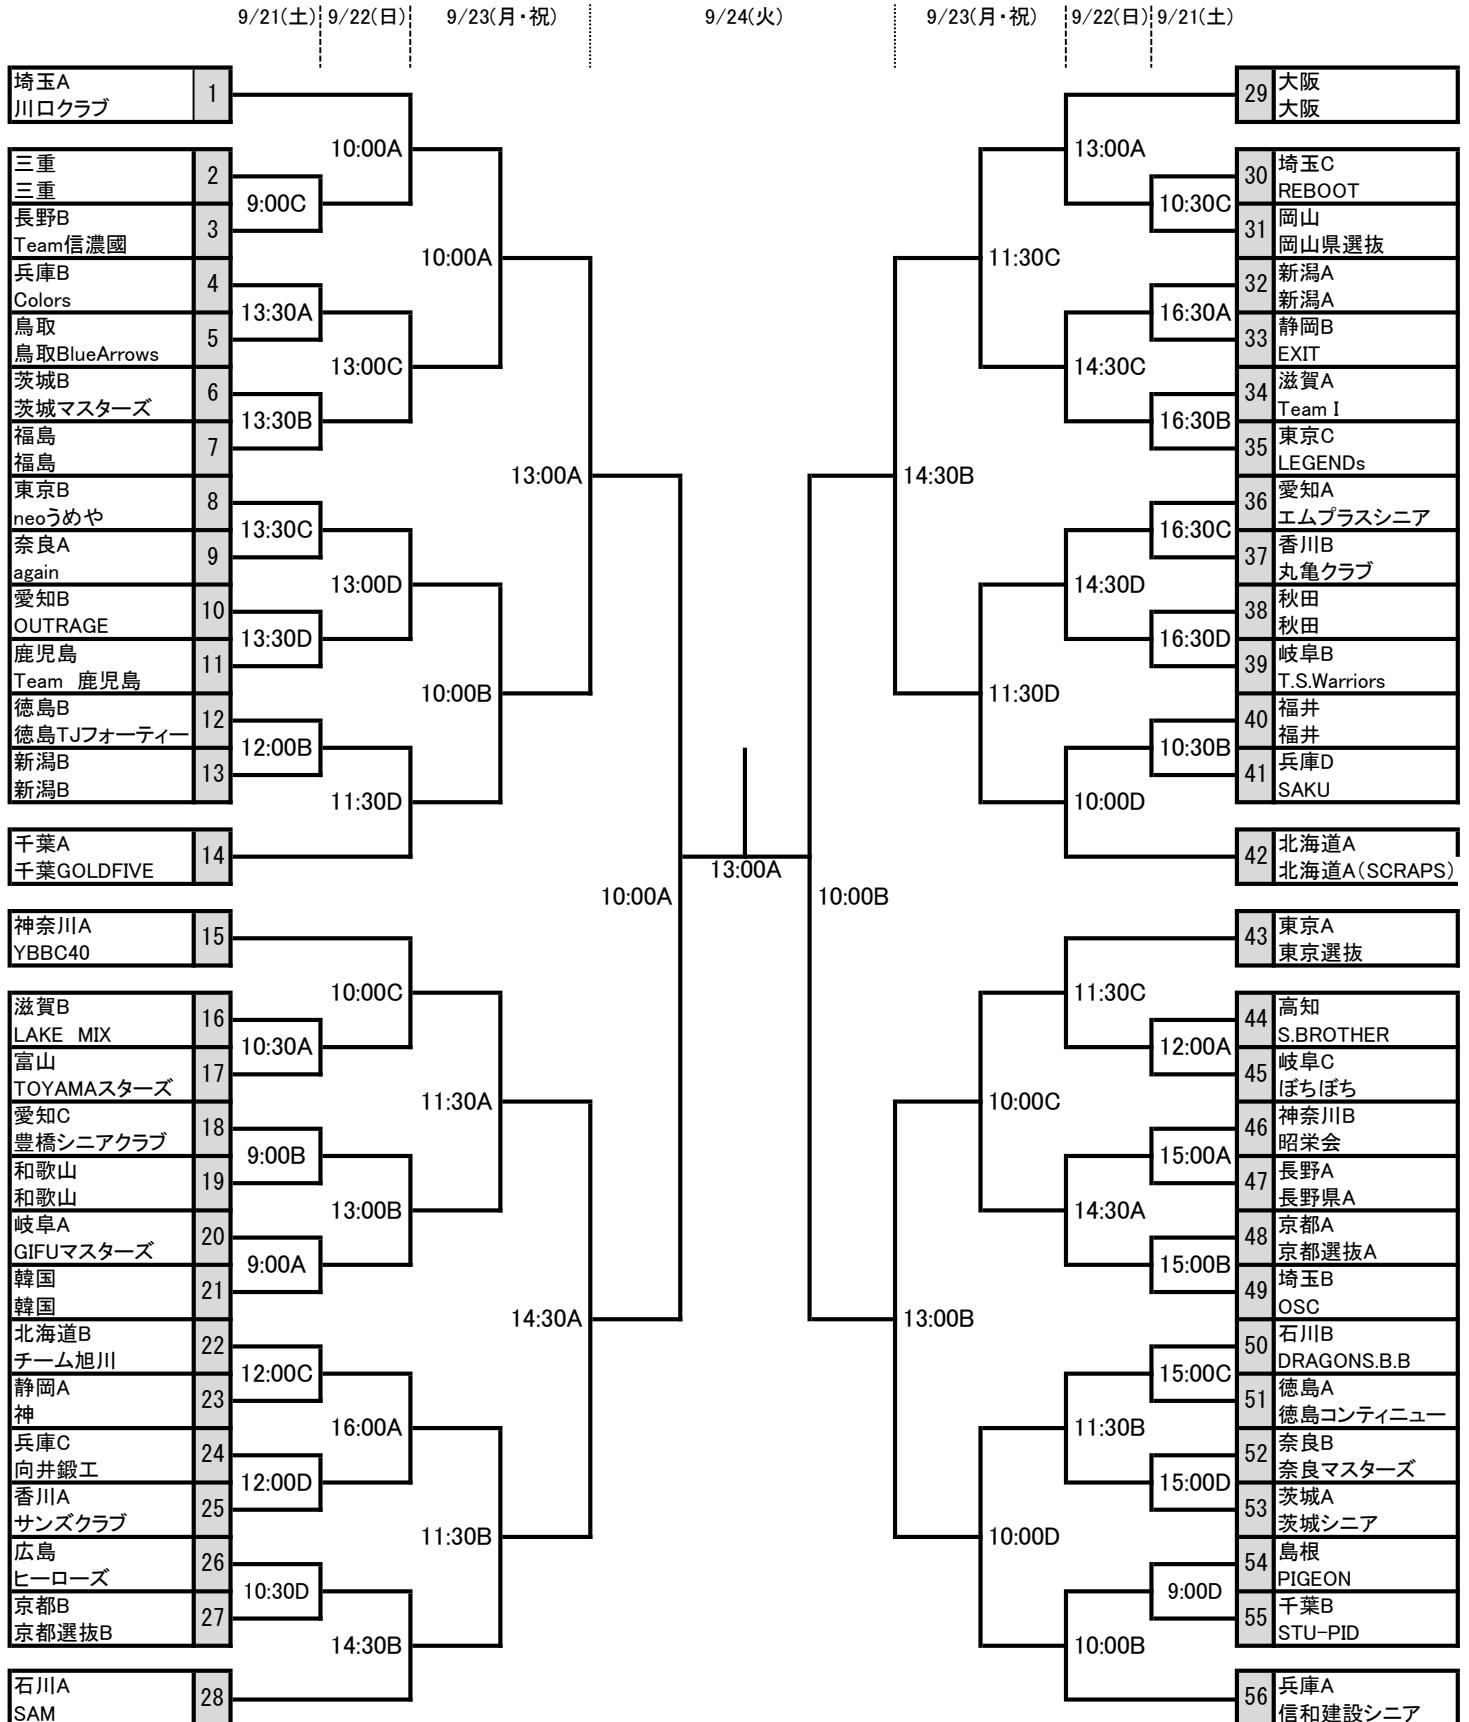 9/21(土) 9/22(日) 9/23(月・祝) 9/24(火) 9/23(月・祝) 9/22(日) 9/21(土)
埼玉A
川口クラブ
1
三重
三重
2
長野B
Team信濃國
3
兵庫B
Colors
4
鳥取
鳥取BlueArrows
5
茨城B
茨城マスターズ
6
福島
福島
7
東京B
neoうめや
8
奈良A
again
9
愛知B
OUTRAGE
10
鹿児島
Team 鹿児島
11
徳島B
徳島TJフォーティー
12
新潟B
新潟B
13
千葉A
千葉GOLDFIVE
14
神奈川A
YBBC40
15
滋賀B
LAKE MIX
16
富山
TOYAMAスターズ
17
愛知C
豊橋シニアクラブ
18
和歌山
和歌山
19
岐阜A
GIFUマスターズ
20
韓国
韓国
21
北海道B
チーム旭川
22
静岡A
神
23
兵庫C
向井鍛工
24
香川A
サンズクラブ
25
広島
ヒーローズ
26
京都B
京都選抜B
27
石川A
SAM
28
9:00C
13:30A
13:30B
13:30C
13:30D
12:00B
10:30A
9:00B
9:00A
12:00C
12:00D
10:30D
10:00A
13:00C
13:00D
11:30D
10:00C
13:00B
16:00A
14:30B
10:00A
10:00B
11:30A
11:30B
13:00A
14:30A
10:00A
13:00A
10:00B
14:30B
13:00B
11:30C
11:30D
10:00C
10:00D
13:00A
14:30C
14:30D
10:00D
11:30C
14:30A
11:30B
10:00B
10:30C
16:30A
16:30B
16:30C
16:30D
10:30B
12:00A
15:00A
15:00B
15:00C
15:00D
9:00D
29
大阪
大阪
30
埼玉C
REBOOT
31
岡山
岡山県選抜
32
新潟A
新潟A
33
静岡B
EXIT
34
滋賀A
Team I
35
東京C
LEGENDs
36
愛知A
エムプラスシニア
37
香川B
丸亀クラブ
38
秋田
秋田
39
岐阜B
T.S.Warriors
40
福井
福井
41
兵庫D
SAKU
42
北海道A
北海道A（SCRAPS）
43
東京A
東京選抜
44
高知
S.BROTHER
45
岐阜C
ぼちぼち
46
神奈川B
昭栄会
47
長野A
長野県A
48
京都A
京都選抜A
49
埼玉B
OSC
50
石川B
DRAGONS.B.B
51
徳島A
徳島コンティニュー
52
奈良B
奈良マスターズ
53
茨城A
茨城シニア
54
島根
PIGEON
55
千葉B
STU-PID
56
兵庫A
信和建設シニア